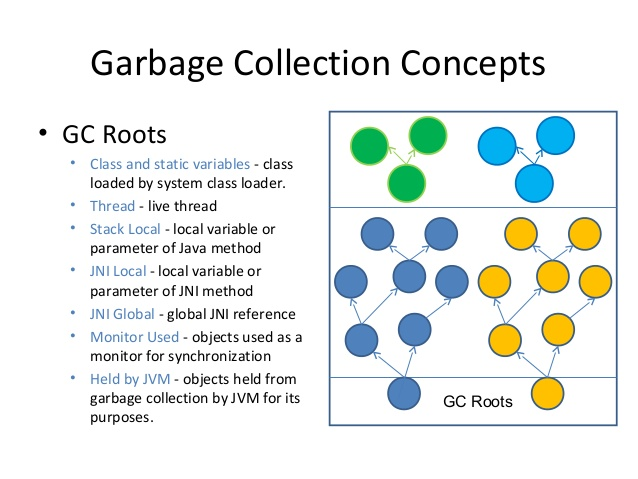 Garbage Collection Concepts
• GC Roots
• Class and static variables - class
loaded by system class loader.
• Thread - live thread
• Stack Local - local variable or
parameter of Java method
• JNI Local - local variable or
parameter of JNI method
• JNI Global - global JNI reference
• Monitor Used - objects used as a
monitor for synchronization
• Held by JVM - objects held from
garbage collection by JVM for its
purposes.
GC Roots